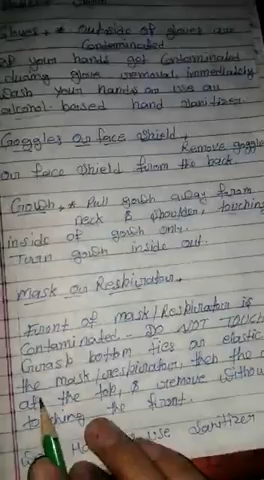 Gloves, * outside of gloves are
Contaminated
If your hands get Contaminated
during glove removal, immediately
Wash your hands or use an
alcohol-based hand Sanitizer.
Goggles or face shield,
Remove goggles
or face shield from the back
Gown, * Pull gown away from
neck & shoulder, touching
inside of gown only.
Turn gown inside out.
Mask or Respirator,
Front of mask/Respirator is
Contaminated - DO NOT TOUCH
Grasb bottom ties or elastic
the mask/respirator, then the
at the top, & remove withou
touching the front.
use Sanitizer